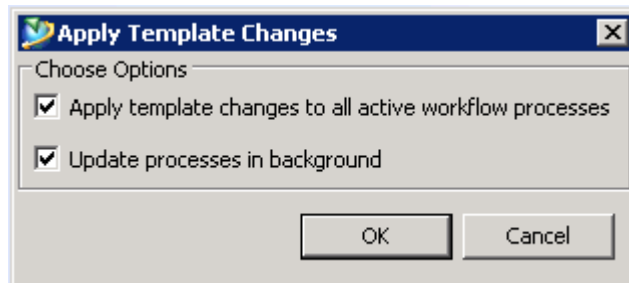 Apply Template Changes
Choose Options
Apply template changes to all active workflow processes
Update processes in background
OK Cancel